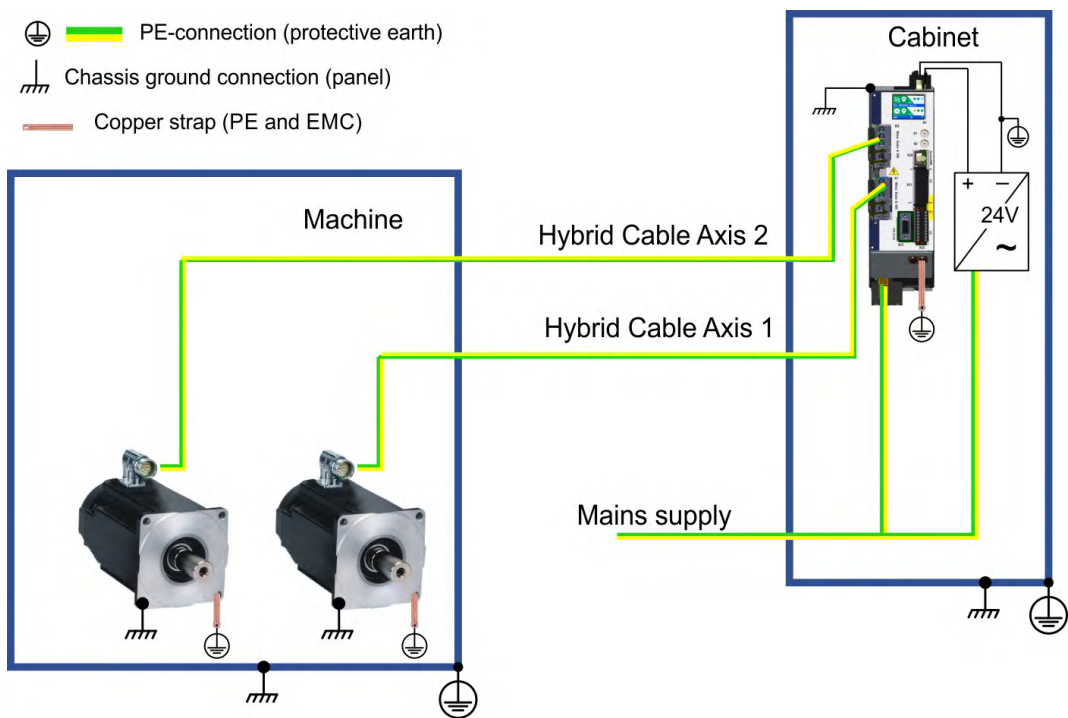 PE-connection (protective earth)
Chassis ground connection (panel)
Copper strap (PE and EMC)
Cabinet
Machine
Hybrid Cable Axis 2
+ −
24V
~
Hybrid Cable Axis 1
Mains supply